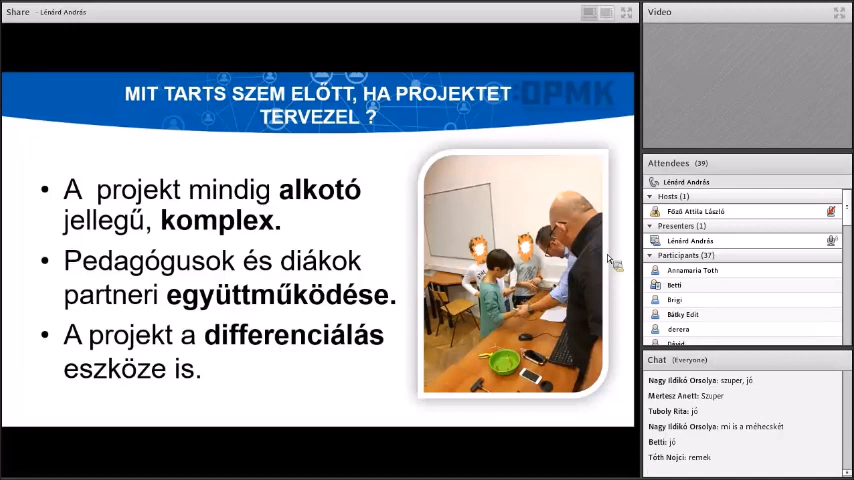 Share - Lénárd András
MIT TARTS SZEM ELŐTT, HA PROJEKTET
TERVEZEL ?
:OPMK
• A projekt mindig alkotó
jellegű, komplex.
• Pedagógusok és diákok
partneri együttműködése.
• A projekt a differenciálás
eszköze is.
Video
Attendees (39)
Lénárd András
Hosts (1)
Főző Attila László
Presenters (1)
Lénárd András
Participants (37)
Annamaria Toth
Betti
Brigi
Bátky Edit
derera
Dávid
Chat (Everyone)
Nagy Ildikó Orsolya: szuper, jó
Mertesz Anett: Szuper
Tuboly Rita: jó
Nagy Ildikó Orsolya: mi is a méhecskét
Betti: jó
Tóth Nojci: remek